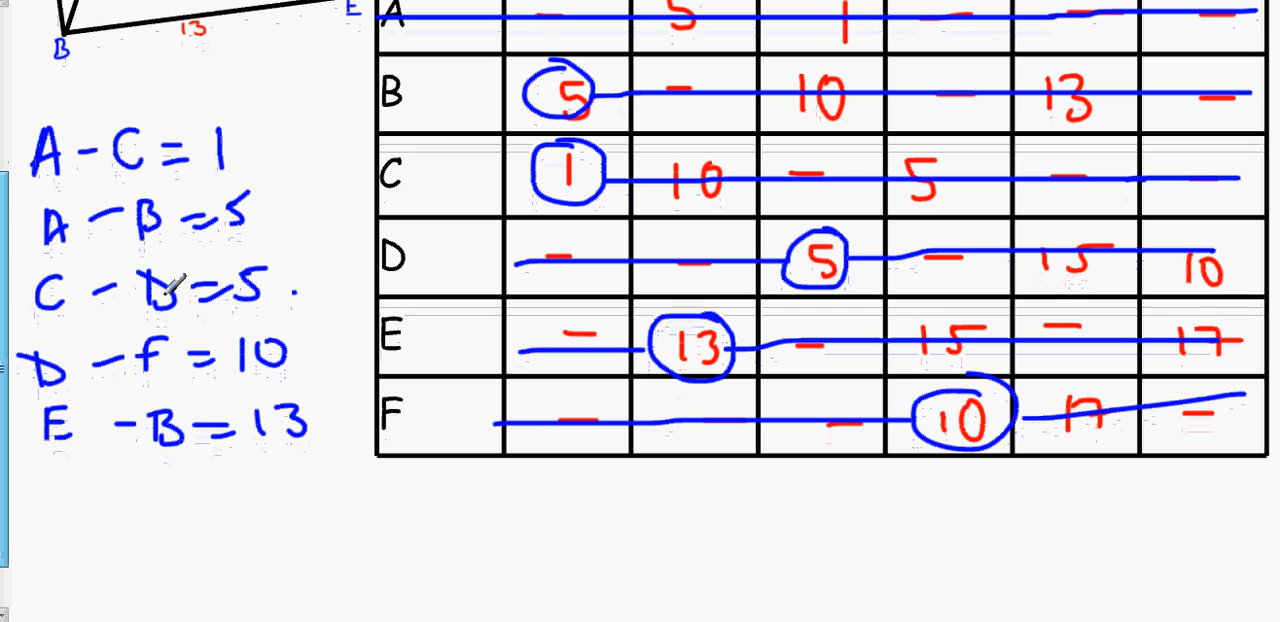 E
13
B
A - 5 1 - - -
B 5 - 10 - 13 -
C 1 10 - 5 - -
D - - 5 - 15 10
E - 13 - 15 - 17
F - - - 10 17 -
A - C = 1
A - B = 5
C - D = 5 .
D - F = 10
E - B = 13